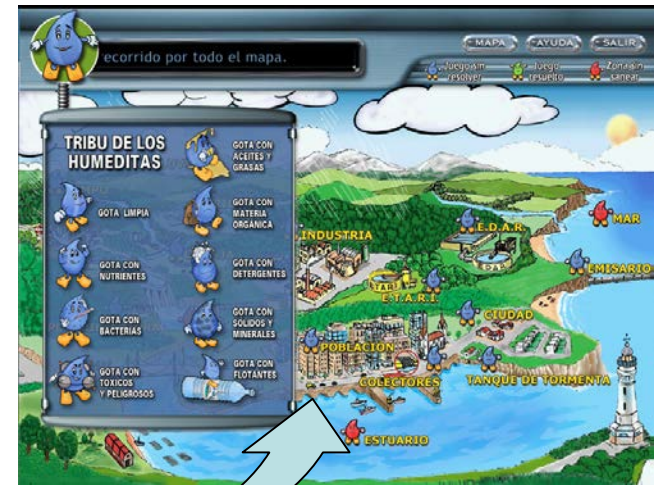 ecorrido por todo el mapa.
MAPA
AYUDA
SALIR
Juego sin
resolver
Juego
resuelto
Zona sin
sanear
TRIBU DE LOS
HUMEDITAS
GOTA CON
ACEITES Y
GRASAS
GOTA LIMPIA
GOTA CON
MATERIA
ORGÁNICA
GOTA CON
NUTRIENTES
GOTA CON
DETERGENTES
GOTA CON
BACTERIAS
GOTA CON
SOLIDOS Y
MINERALES
GOTA CON
TOXICOS
Y PELIGROSOS
GOTA CON
FLOTANTES
INDUSTRIA
E.D.A.R.
EDAR
MAR
EMISARIO
ETARI
E.T.A.R.I.
CIUDAD
POBLACION
COLECTORES
TANQUE DE TORMENTA
ESTUARIO